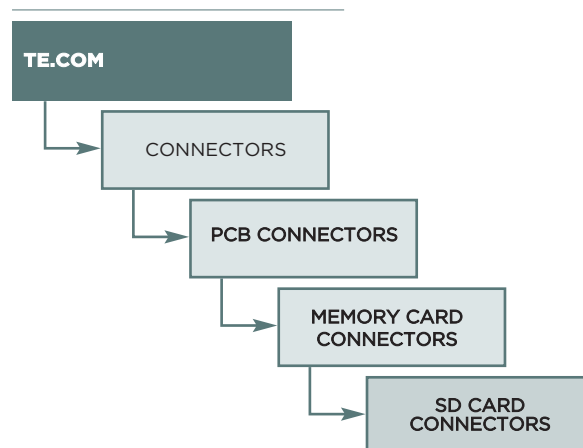 TE.COM
CONNECTORS
PCB CONNECTORS
MEMORY CARD
CONNECTORS
SD CARD
CONNECTORS